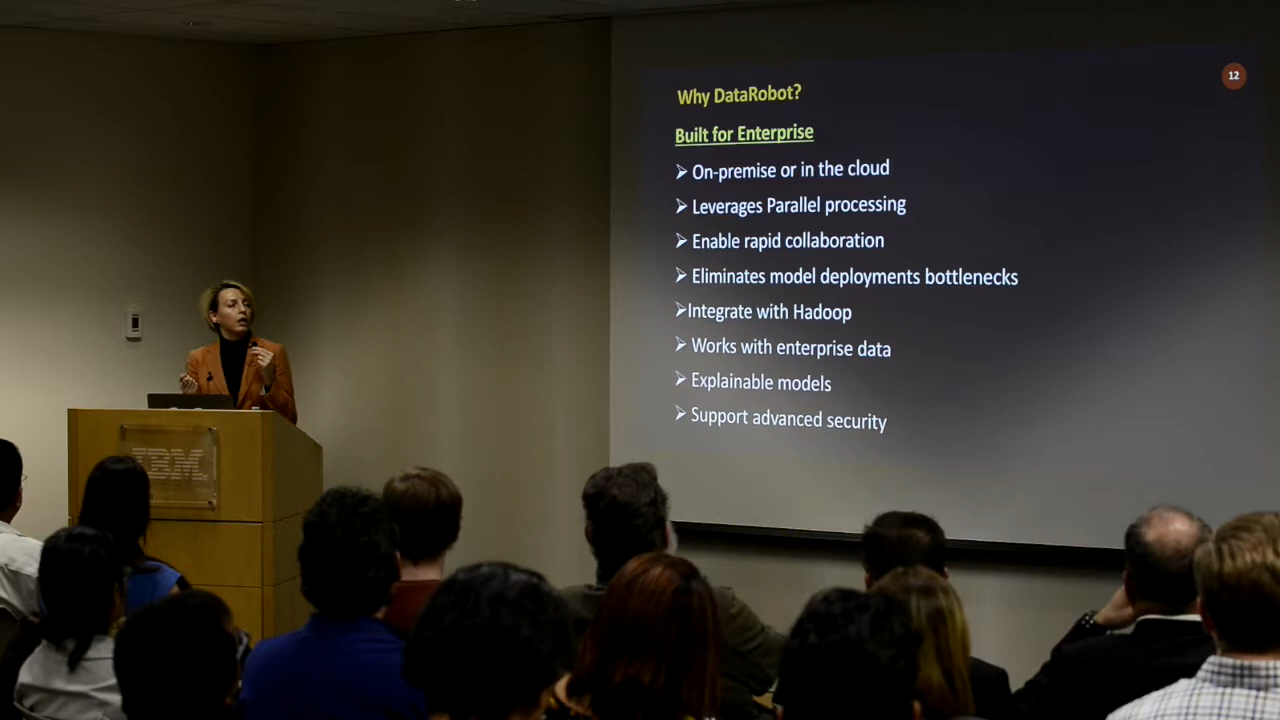 Why DataRobot?
12
Built for Enterprise
➢ On-premise or in the cloud
➢ Leverages Parallel processing
➢ Enable rapid collaboration
➢ Eliminates model deployments bottlenecks
➢Integrate with Hadoop
➢ Works with enterprise data
➢ Explainable models
➢ Support advanced security
IBM